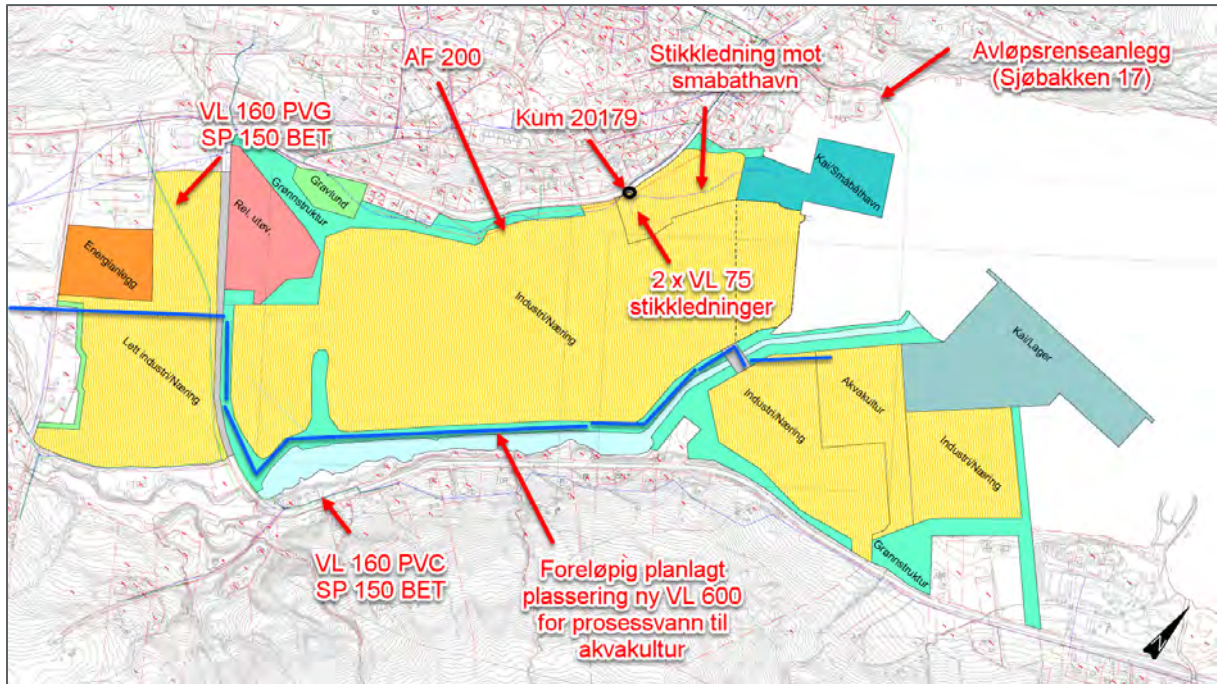 AF 200
Stikkledning mot
småbåthavn
Avløpsrenseanlegg
(Sjøbakken 17)
VL 160 PVG
SP 150 BET
Kum 20179
Kai/Småbåthavn
Gravlund
Grønnstruktur
Rel. utøv.
Energianlegg
2 x VL 75
stikkledninger
Industri/Næring
Kai/Lager
Lett industri/Næring
Akvakultur
Industri/Næring
Industri/Næring
Grønnstruktur
VL 160 PVC
SP 150 BET
Foreløpig planlagt
plassering ny VL 600
for prosessvann til
akvakultur
N